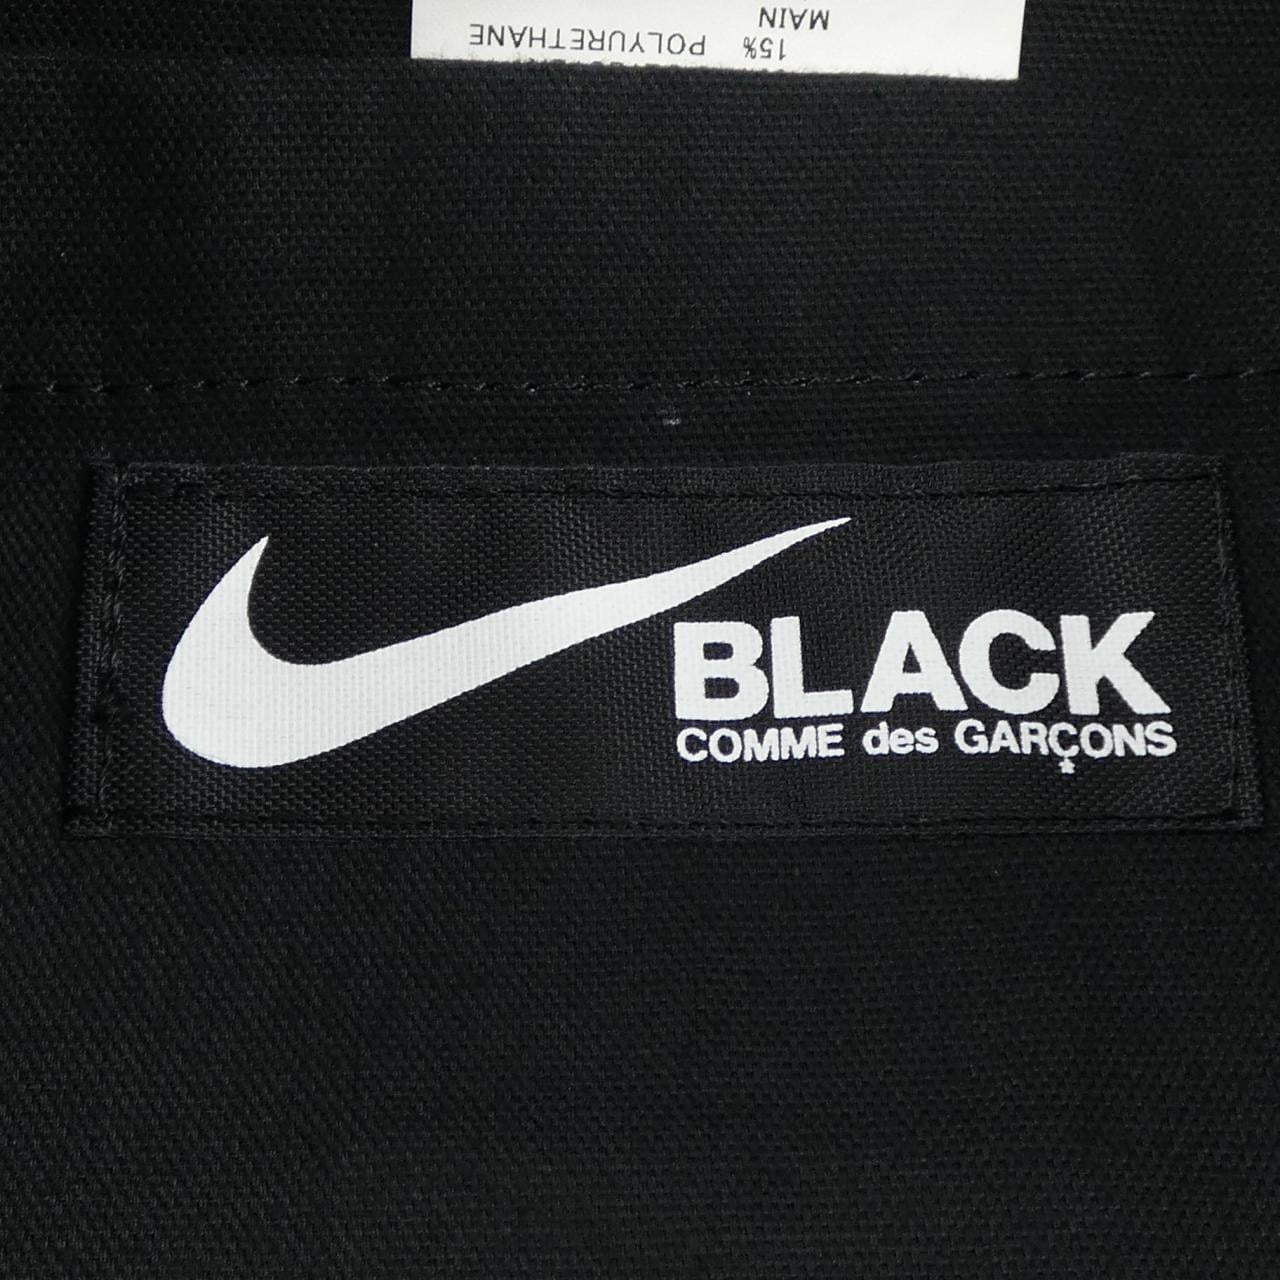 MAIN
15% POLYURETHANE
BLACK
COMME des GARÇONS